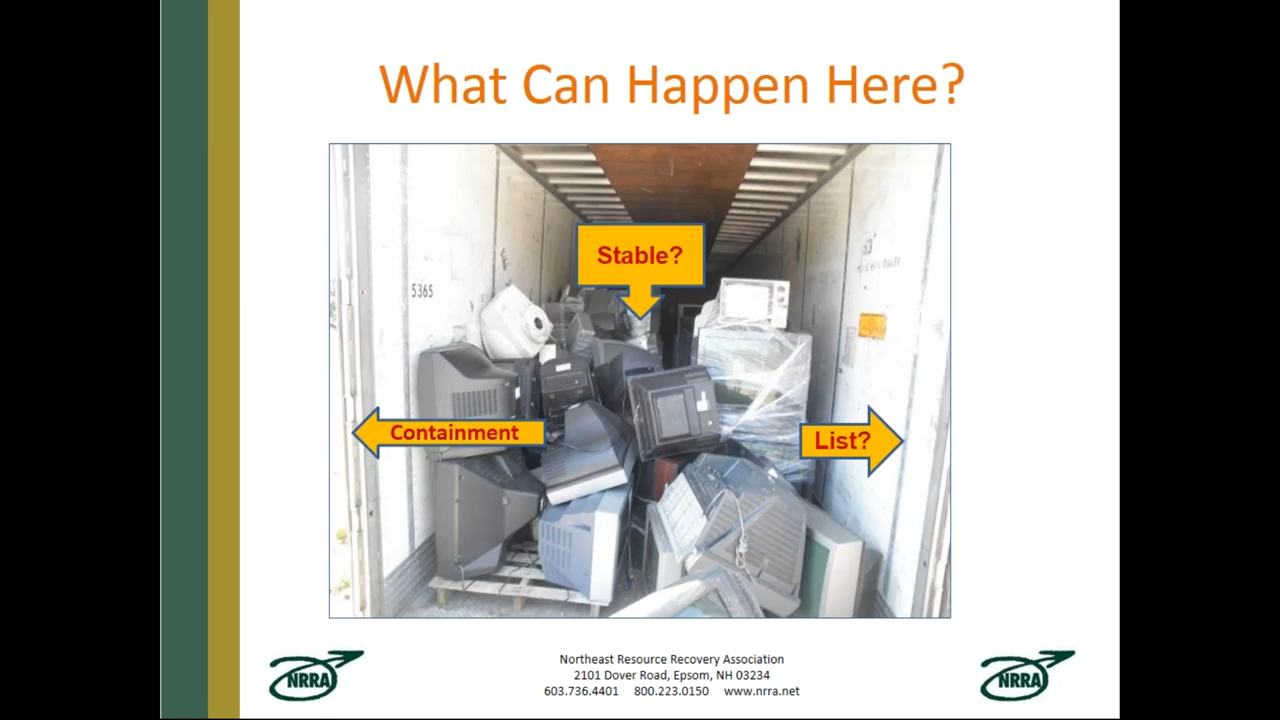 What Can Happen Here?
Stable?
5365
Containment
List?
NRRA
Northeast Resource Recovery Association
2101 Dover Road, Epsom, NH 03234
603.736.4401 800.223.0150 www.nrra.net
NRRA